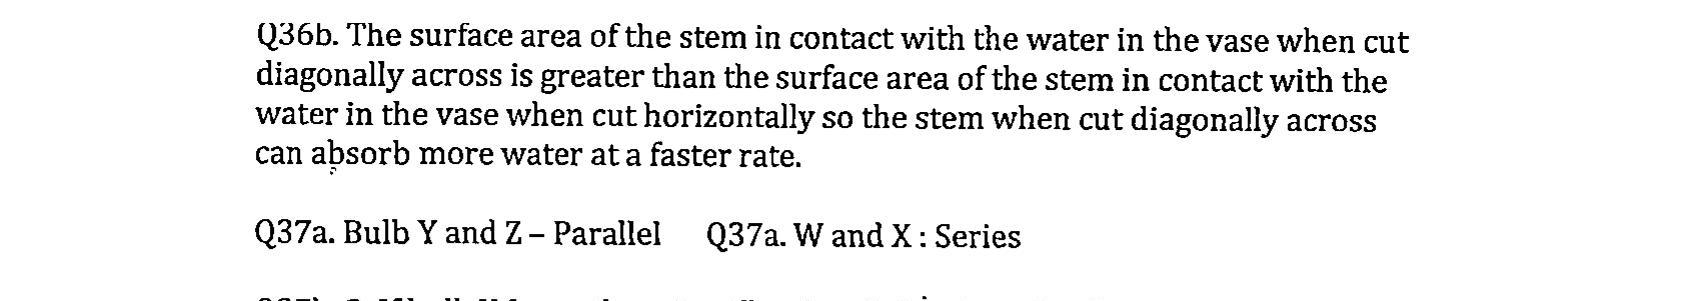 Q36b. The surface area of the stem in contact with the water in the vase when cut
diagonally across is greater than the surface area of the stem in contact with the
water in the vase when cut horizontally so the stem when cut diagonally across
can absorb more water at a faster rate.
Q37a. Bulb Y and Z – Parallel Q37a. W and X : Series